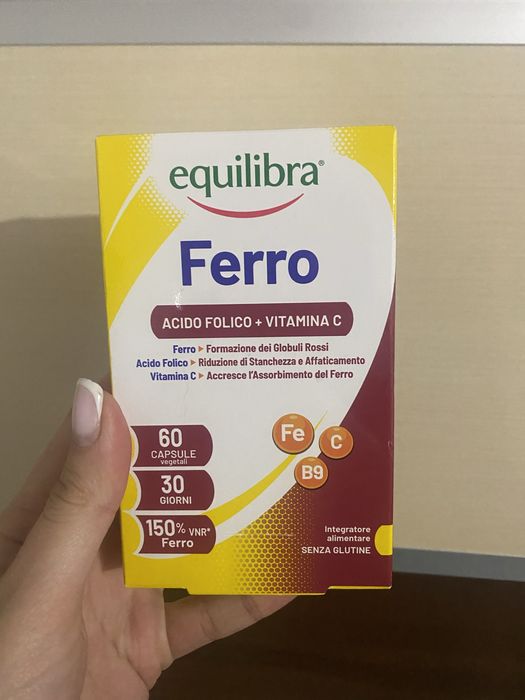 equilibra®
Ferro
ACIDO FOLICO + VITAMINA C
Ferro ▸ Formazione dei Globuli Rossi
Acido Folico ▸ Riduzione di Stanchezza e Affaticamento
Vitamina C ▸ Accresce l'Assorbimento del Ferro
60
CAPSULE
vegetali
30
GIORNI
150% VNR*
Ferro
Fe
C
B9
Integratore
alimentare
SENZA GLUTINE